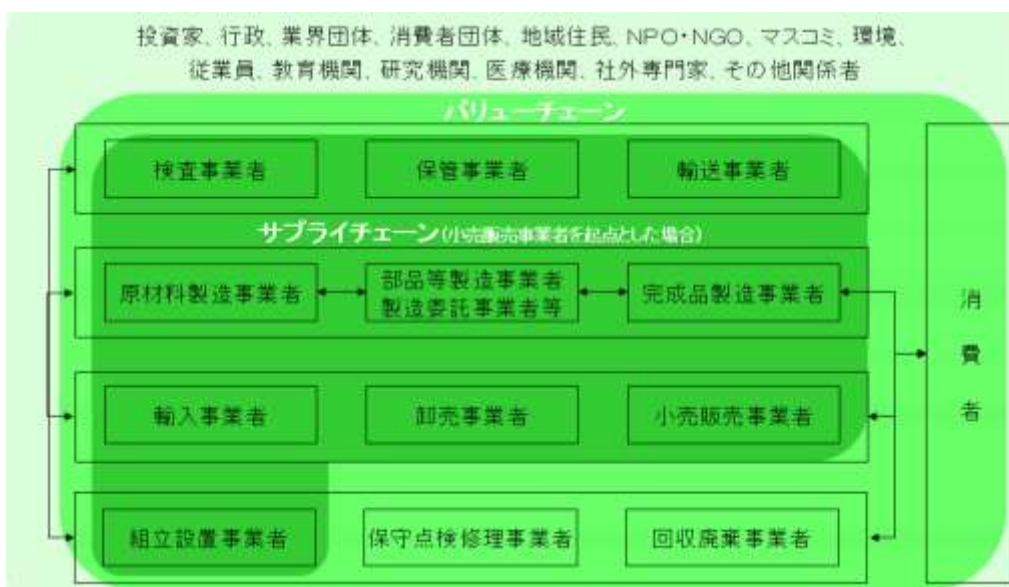 投資家、行政、業界団体、消費者団体、地域住民、NPO・NGO、マスコミ、環境、
従業員、教育機関、研究機関、医療機関、社外専門家、その他関係者
バリューチェーン
検査事業者
保管事業者
輸送事業者
サプライチェーン(小売販売事業者を起点とした場合)
原材料製造事業者
部品等製造事業者
製造委託事業者等
完成品製造事業者
輸入事業者
卸売事業者
小売販売事業者
組立設置事業者
保守点検修理事業者
回収廃棄事業者
消費者